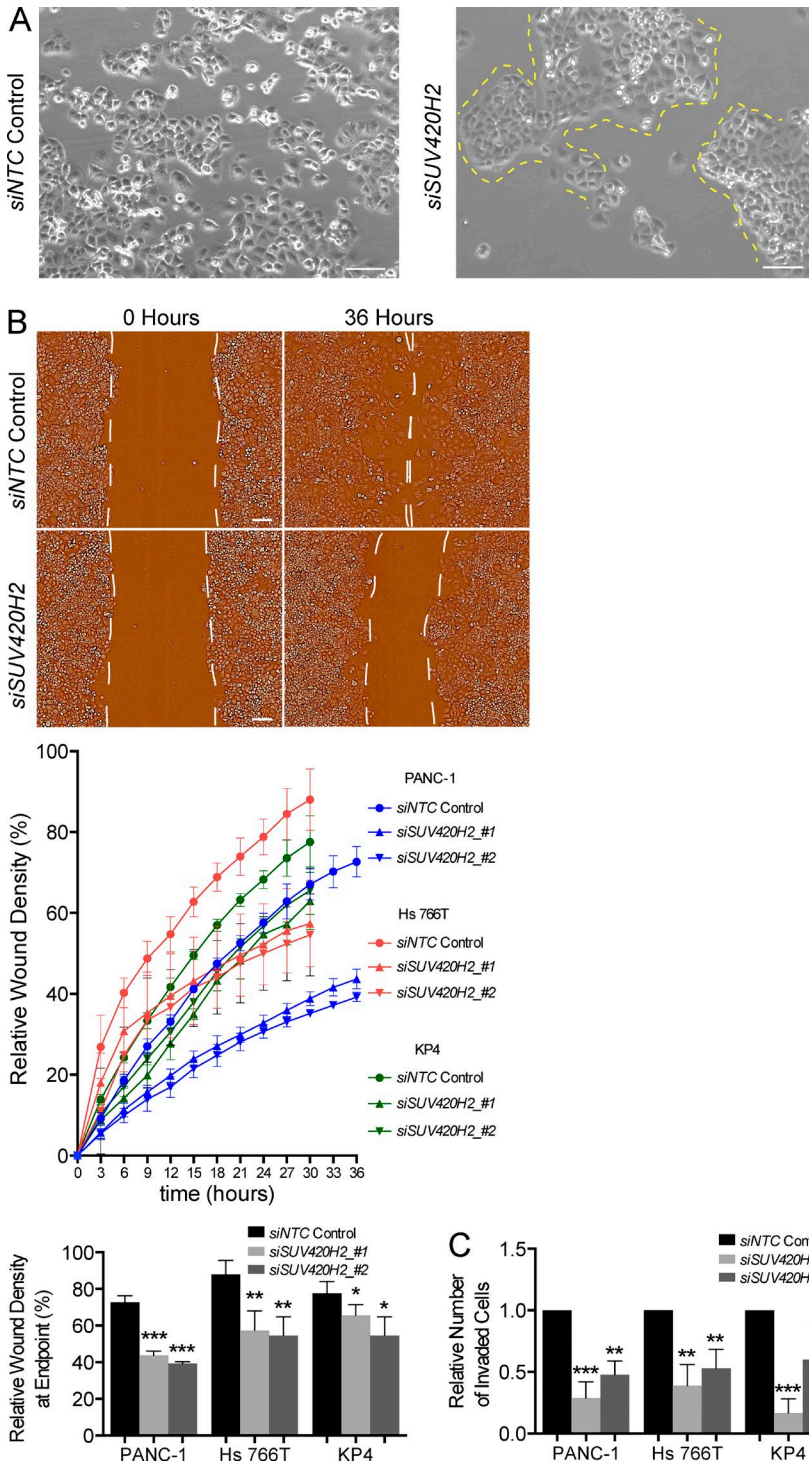 A
siNTC Control
siSUV420H2
B
0 Hours
36 Hours
siNTC Control
siSUV420H2
Relative Wound Density (%)
100
80
60
40
20
0
0 3 6 9 12 15 18 21 24 27 30 33 36
time (hours)
PANC-1
siNTC Control
siSUV420H2_#1
siSUV420H2_#2
Hs 766T
siNTC Control
siSUV420H2_#1
siSUV420H2_#2
KP4
siNTC Control
siSUV420H2_#1
siSUV420H2_#2
Relative Wound Density
at Endpoint (%)
100
80
60
40
20
0
siNTC Control
siSUV420H2_#1
siSUV420H2_#2
*** *** ** ** * *
PANC-1 Hs 766T KP4
C
Relative Number
of Invaded Cells
1.5
1.0
0.5
0.0
siNTC Con
siSUV420H
siSUV420H
*** ** ** ** ***
PANC-1 Hs 766T KP4